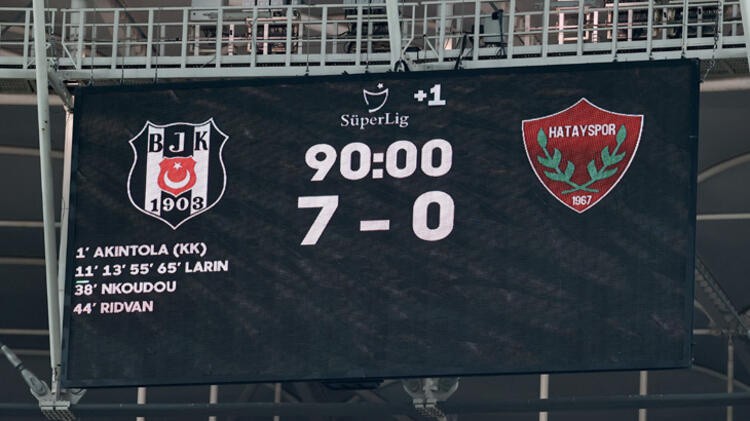 +1
SüperLig
BJK
1903
90:00
7 - 0
HATAYSPOR
1967
1' AKINTOLA (KK)
11' 13' 55' 65' LARIN
38' NKOUDOU
44' RIDVAN